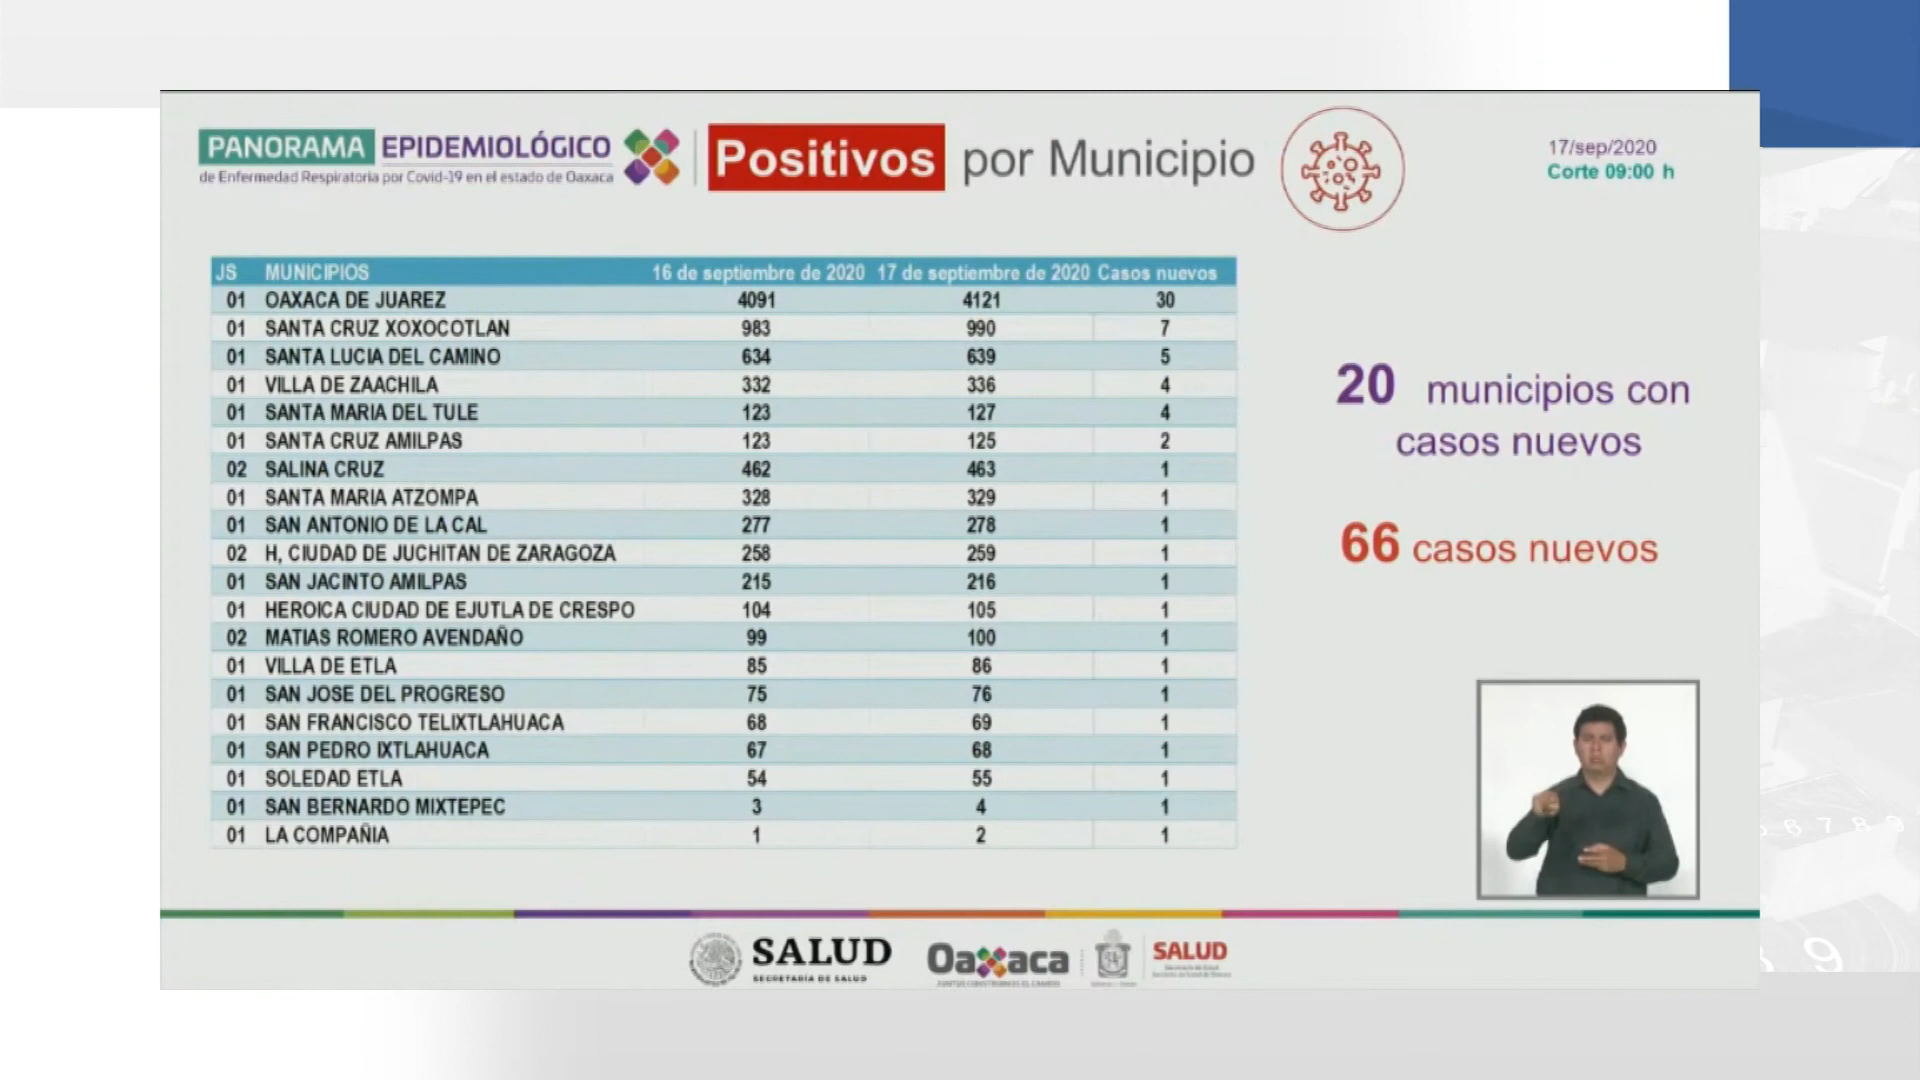 PANORAMA EPIDEMIOLÓGICO
de Enfermedad Respiratoria por Covid-19 en el estado de Oaxaca
Positivos por Municipio
17/sep/2020
Corte 09:00 h
JS MUNICIPIOS 16 de septiembre de 2020 17 de septiembre de 2020 Casos nuevos
01 OAXACA DE JUAREZ 4091 4121 30
01 SANTA CRUZ XOXOCOTLAN 983 990 7
01 SANTA LUCIA DEL CAMINO 634 639 5
01 VILLA DE ZAACHILA 332 336 4
01 SANTA MARIA DEL TULE 123 127 4
01 SANTA CRUZ AMILPAS 123 125 2
02 SALINA CRUZ 462 463 1
01 SANTA MARIA ATZOMPA 328 329 1
01 SAN ANTONIO DE LA CAL 277 278 1
02 H, CIUDAD DE JUCHITAN DE ZARAGOZA 258 259 1
01 SAN JACINTO AMILPAS 215 216 1
01 HEROICA CIUDAD DE EJUTLA DE CRESPO 104 105 1
02 MATIAS ROMERO AVENDAÑO 99 100 1
01 VILLA DE ETLA 85 86 1
01 SAN JOSE DEL PROGRESO 75 76 1
01 SAN FRANCISCO TELIXTLAHUACA 68 69 1
01 SAN PEDRO IXTLAHUACA 67 68 1
01 SOLEDAD ETLA 54 55 1
01 SAN BERNARDO MIXTEPEC 3 4 1
01 LA COMPAÑIA 1 2 1
20 municipios con
casos nuevos
66 casos nuevos
SALUD
SECRETARÍA DE SALUD
Oaxaca
JUNTOS CONSTRUIMOS EL CAMBIO
SALUD
6 7 8 9
9